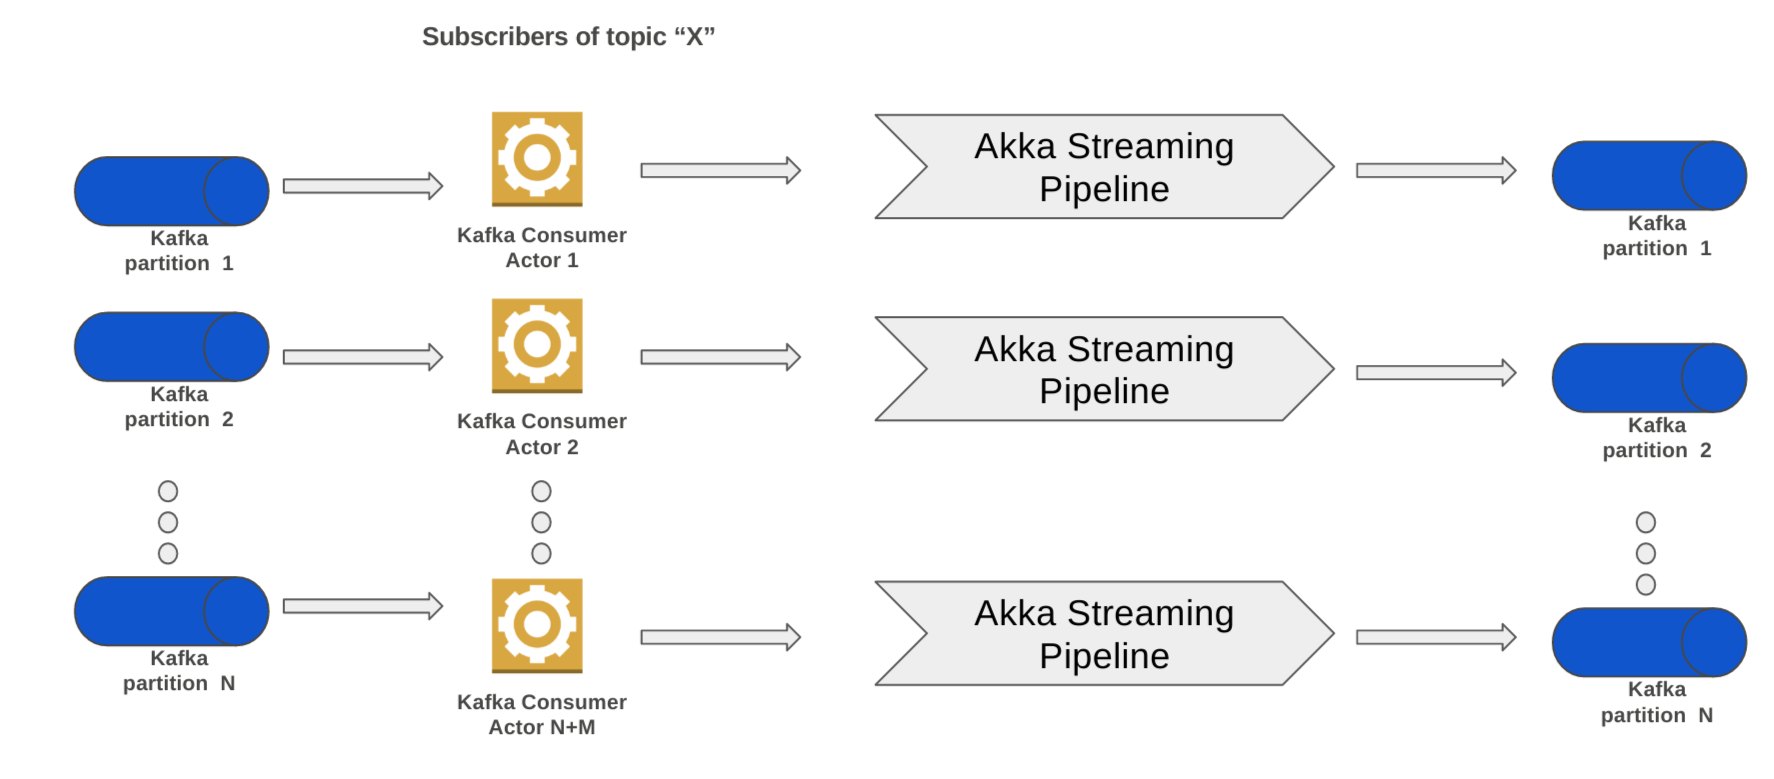 Subscribers of topic “X”
Akka Streaming
Pipeline
Kafka
partition 1
Kafka Consumer
Actor 1
Kafka
partition 1
Akka Streaming
Pipeline
Kafka
partition 2
Kafka Consumer
Actor 2
Kafka
partition 2
Akka Streaming
Pipeline
Kafka
partition N
Kafka Consumer
Actor N+M
Kafka
partition N